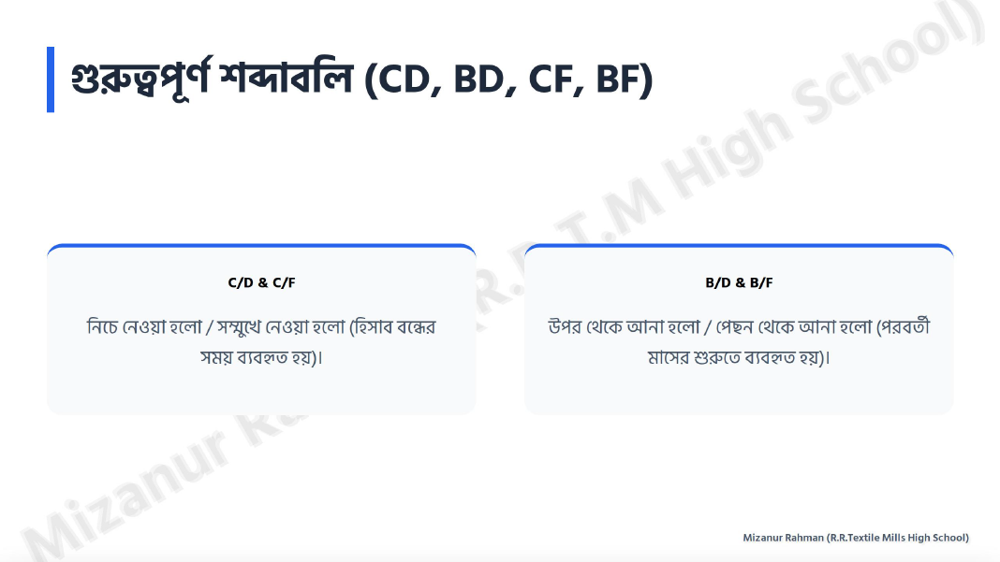 গুরুত্বপূর্ণ শব্দাবলি (CD, BD, CF, BF)
C/D & C/F
নিচে নেওয়া হলো / সম্মুখে নেওয়া হলো (হিসাব বন্ধের
সময় ব্যবহৃত হয়)।
B/D & B/F
উপর থেকে আনা হলো / পেছন থেকে আনা হলো (পরবর্তী
মাসের শুরুতে ব্যবহৃত হয়)।
Mizanur Rahman (R.R.Textile Mills High School)